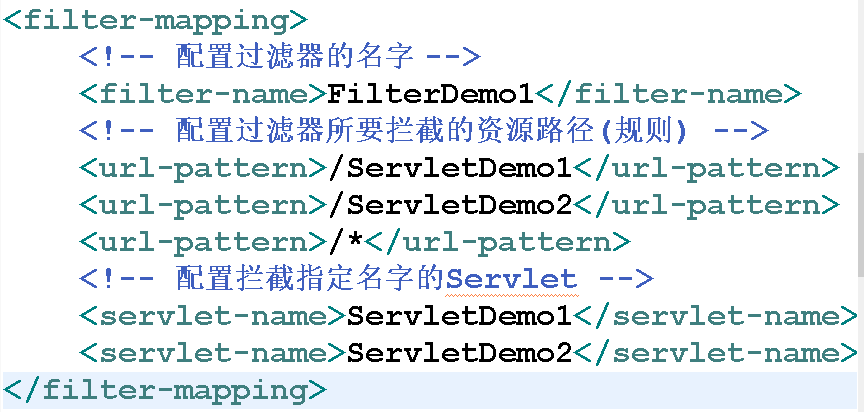 <filter-mapping>
<!-- 配置过滤器的名字 -->
<filter-name>FilterDemo1</filter-name>
<!-- 配置过滤器所要拦截的资源路径(规则) -->
<url-pattern>/ServletDemo1</url-pattern>
<url-pattern>/ServletDemo2</url-pattern>
<url-pattern>/*</url-pattern>
<!-- 配置拦截指定名字的Servlet -->
<servlet-name>ServletDemo1</servlet-name>
<servlet-name>ServletDemo2</servlet-name>
</filter-mapping>